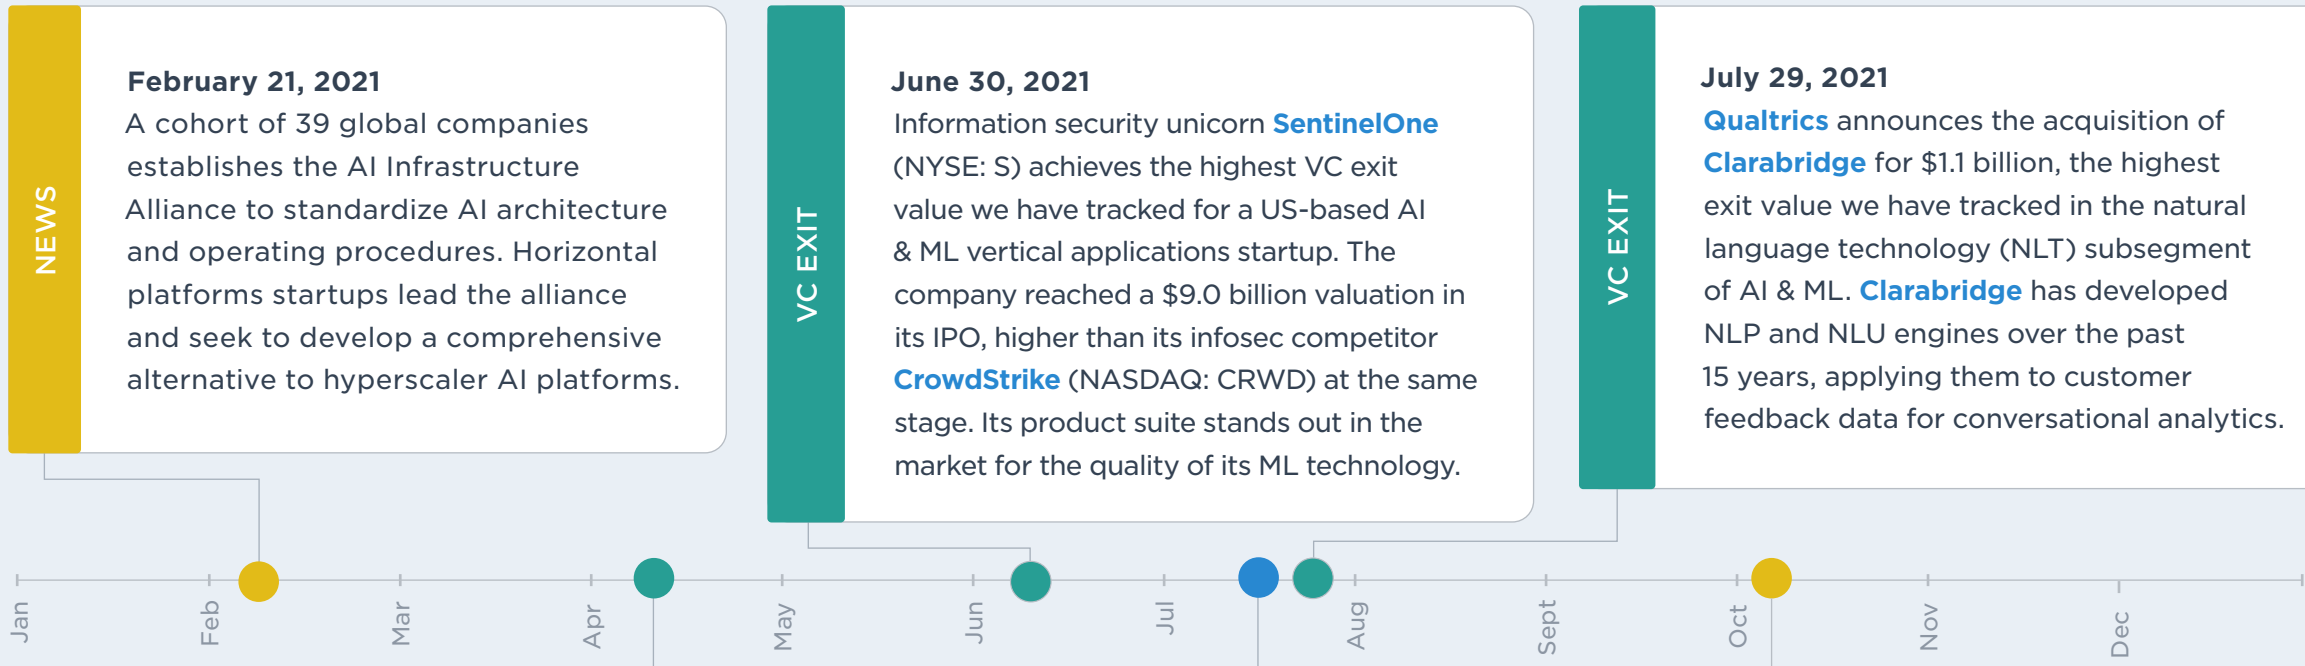 NEWS
February 21, 2021
A cohort of 39 global companies
establishes the AI Infrastructure
Alliance to standardize AI architecture
and operating procedures. Horizontal
platforms startups lead the alliance
and seek to develop a comprehensive
alternative to hyperscaler AI platforms.
VC EXIT
June 30, 2021
Information security unicorn SentinelOne
(NYSE: S) achieves the highest VC exit
value we have tracked for a US-based AI
& ML vertical applications startup. The
company reached a $9.0 billion valuation in
its IPO, higher than its infosec competitor
CrowdStrike (NASDAQ: CRWD) at the same
stage. Its product suite stands out in the
market for the quality of its ML technology.
VC EXIT
July 29, 2021
Qualtrics announces the acquisition of
Clarabridge for $1.1 billion, the highest
exit value we have tracked in the natural
language technology (NLT) subsegment
of AI & ML. Clarabridge has developed
NLP and NLU engines over the past
15 years, applying them to customer
feedback data for conversational analytics.
Jan
Feb
Mar
Apr
May
Jun
Jul
Aug
Sept
Oct
Nov
Dec